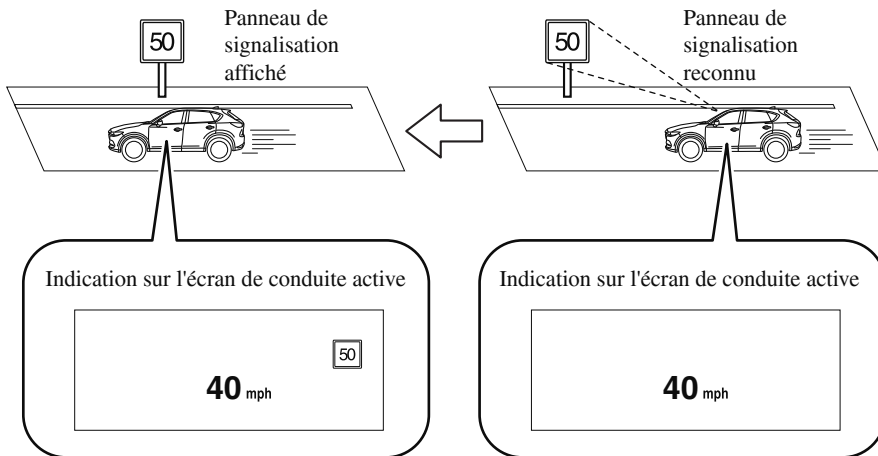 50
Panneau de
signalisation
affiché
50
Panneau de
signalisation
reconnu
Indication sur l'écran de conduite active
50
40 mph
Indication sur l'écran de conduite active
40 mph